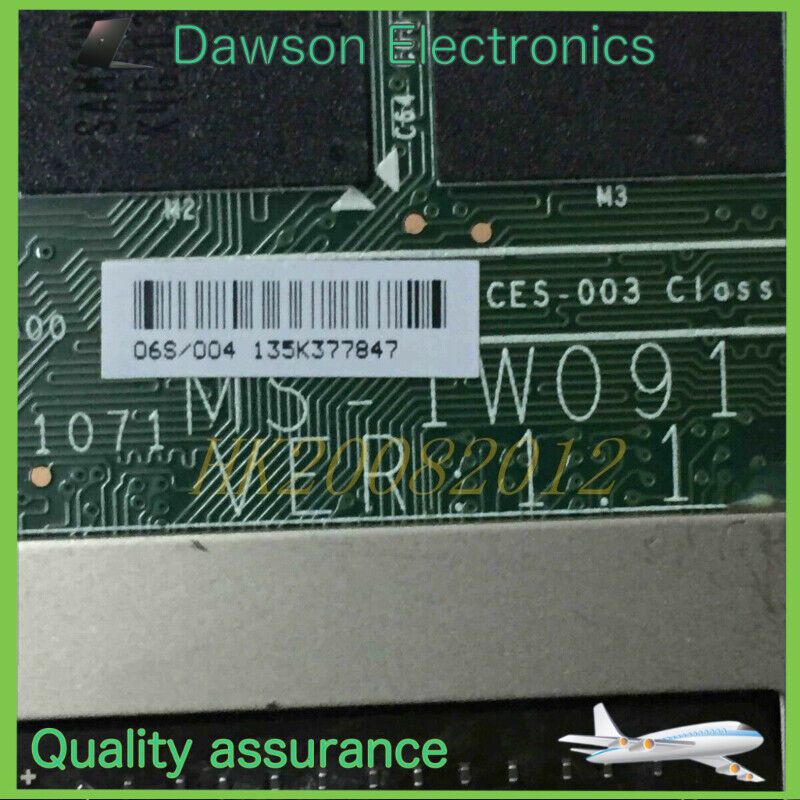 Dawson Electronics
SAMS
C64
M2
M3
CES-003 Class
00
06S/004 135K377847
MS-1W091
1071
VER:1.1
HK20082012
Quality assurance